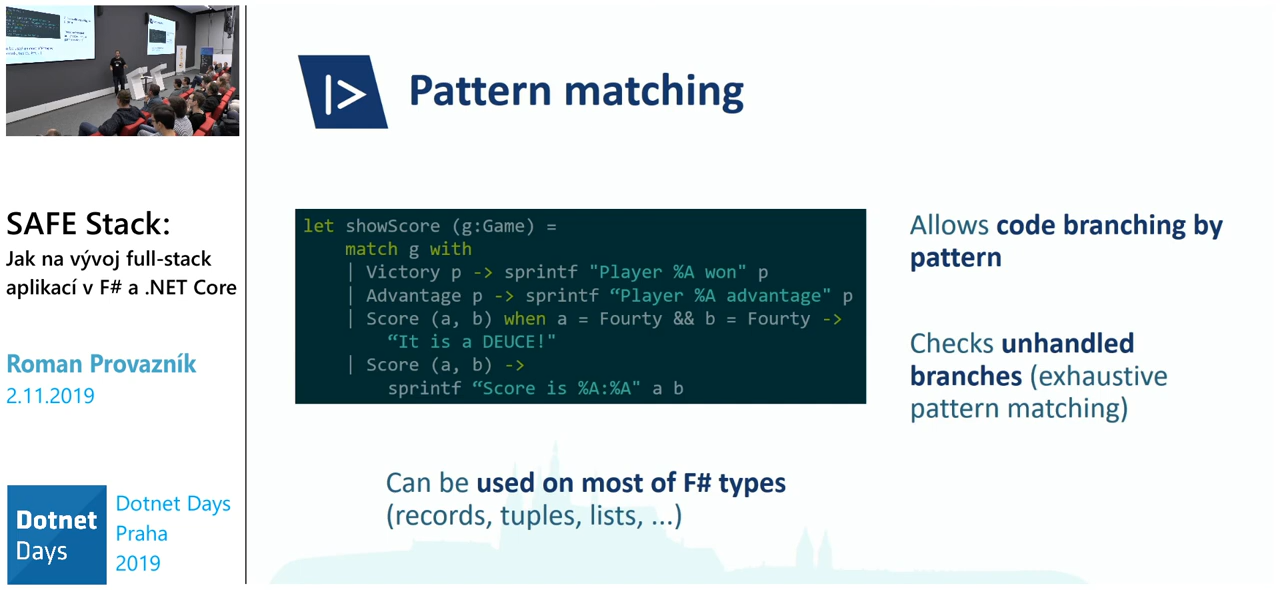 SAFE Stack:
Jak na vývoj full-stack
aplikací v F# a .NET Core
Roman Provazník
2.11.2019
Dotnet
Days
Dotnet Days
Praha
2019
|> Pattern matching
let showScore (g:Game) =
    match g with
    | Victory p -> sprintf "Player %A won" p
    | Advantage p -> sprintf “Player %A advantage" p
    | Score (a, b) when a = Fourty && b = Fourty ->
        “It is a DEUCE!"
    | Score (a, b) ->
        sprintf “Score is %A:%A" a b
Allows code branching by
pattern
Checks unhandled
branches (exhaustive
pattern matching)
Can be used on most of F# types
(records, tuples, lists, ...)